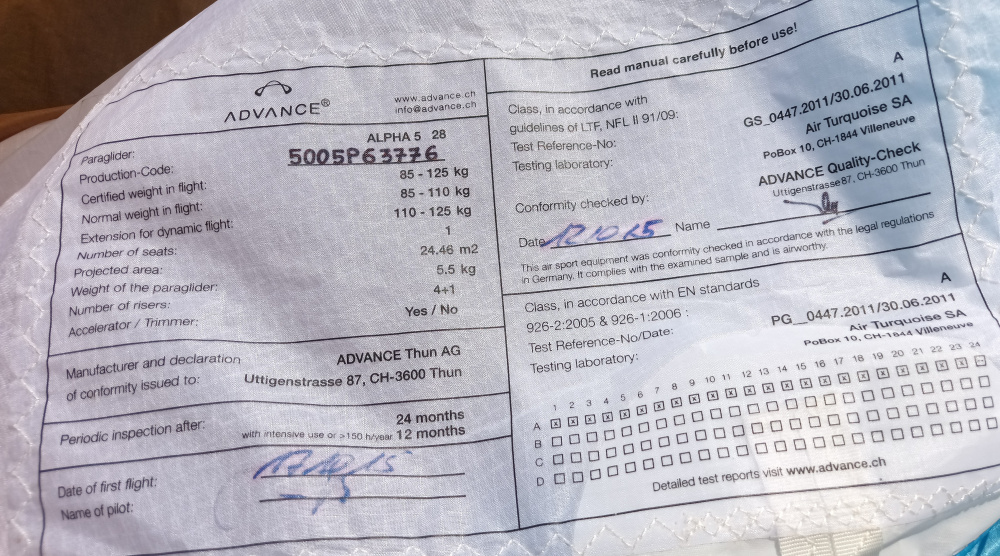 ADVANCE®
www.advance.ch
info@advance.ch
Paraglider: ALPHA 5 28
Production-Code: 5005P63776
Certified weight in flight: 85 - 125 kg
Normal weight in flight: 85 - 110 kg
Extension for dynamic flight: 110 - 125 kg
Number of seats: 1
Projected area: 24.46 m2
Weight of the paraglider: 5.5 kg
Number of risers: 4+1
Accelerator / Trimmer: Yes / No
Manufacturer and declaration ADVANCE Thun AG
of conformity issued to: Uttigenstrasse 87, CH-3600 Thun
Periodic inspection after: 24 months
with intensive use or >150 h/year 12 months
Date of first flight:
Name of pilot:
Read manual carefully before use!
Class, in accordance with A
guidelines of LTF, NFL II 91/09:
Test Reference-No: GS_0447.2011/30.06.2011
Testing laboratory: Air Turquoise SA
PoBox 10, CH-1844 Villeneuve
Conformity checked by: ADVANCE Quality-Check
Uttigenstrasse 87, CH-3600 Thun
Date 12 10 15 Name
This air sport equipment was conformity checked in accordance with the legal regulations
in Germany. It complies with the examined sample and is airworthy.
Class, in accordance with EN standards A
926-2:2005 & 926-1:2006 :
Test Reference-No/Date: PG__0447.2011/30.06.2011
Testing laboratory: Air Turquoise SA
PoBox 10, CH-1844 Villeneuve
1 2 3 4 5 6 7 8 9 10 11 12 13 14 15 16 17 18 19 20 21 22 23 24
A
B
C
D
Detailed test reports visit www.advance.ch